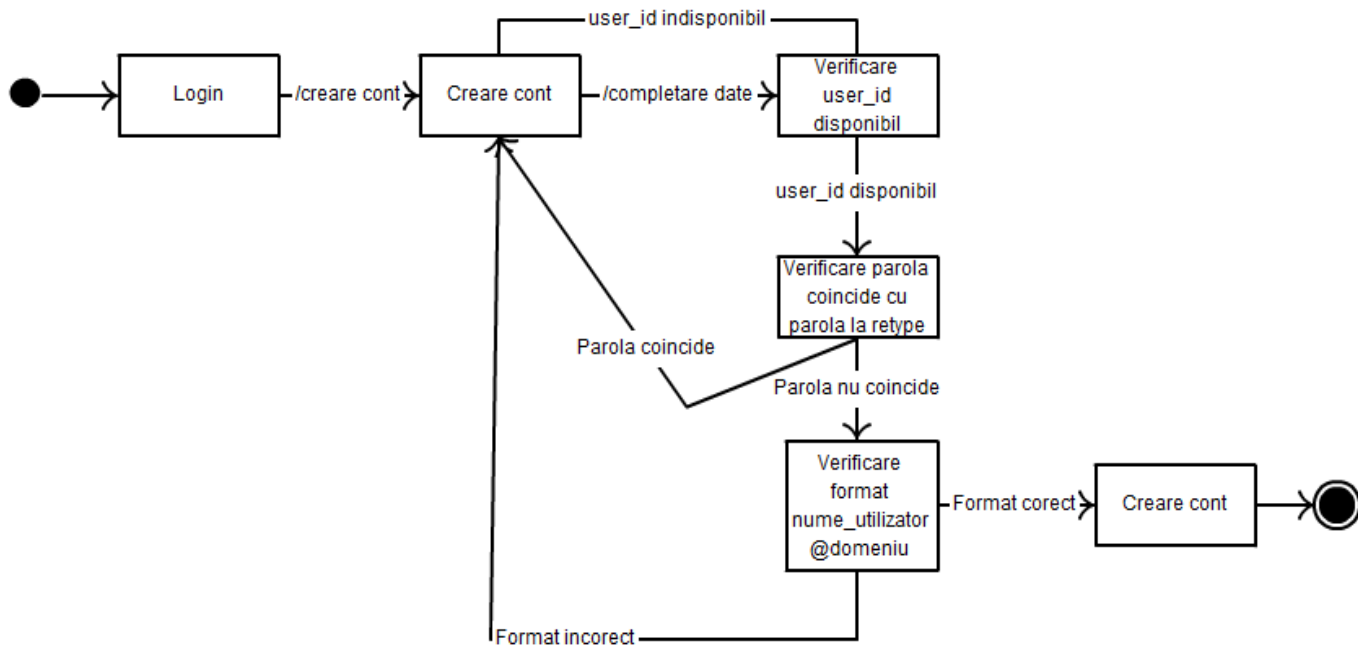 user_id indisponibil
Login
/creare cont
Creare cont
/completare date
Verificare
user_id
disponibil
user_id disponibil
Verificare parola
coincide cu
parola la retype
Parola coincide
Parola nu coincide
Verificare
format
nume_utilizator
@domeniu
Format corect
Creare cont
Format incorect